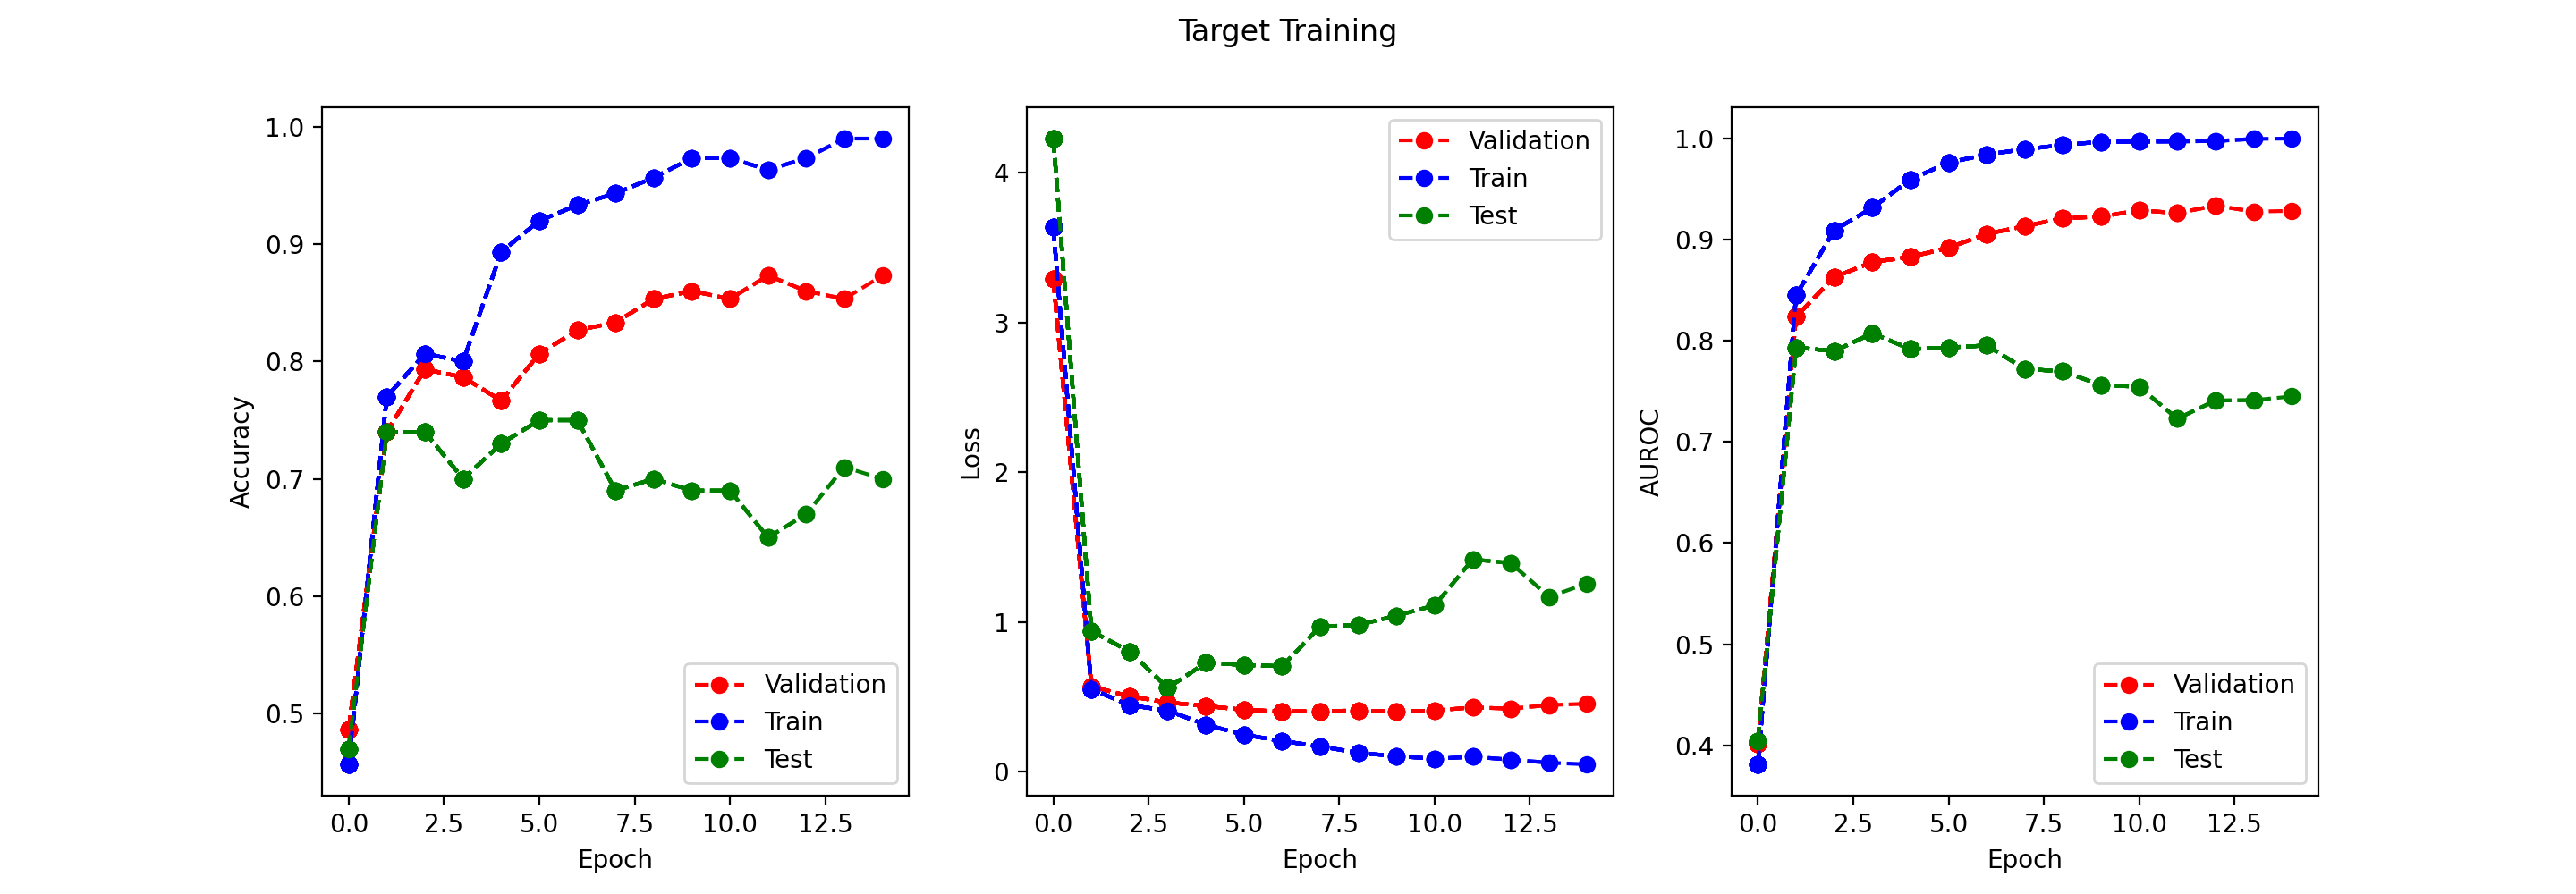 Target Training
Accuracy
1.0
0.9
0.8
0.7
0.6
0.5
0.0 2.5 5.0 7.5 10.0 12.5
Epoch
Validation
Train
Test
Loss
4
3
2
1
0
0.0 2.5 5.0 7.5 10.0 12.5
Epoch
Validation
Train
Test
AUROC
1.0
0.9
0.8
0.7
0.6
0.5
0.4
0.0 2.5 5.0 7.5 10.0 12.5
Epoch
Validation
Train
Test